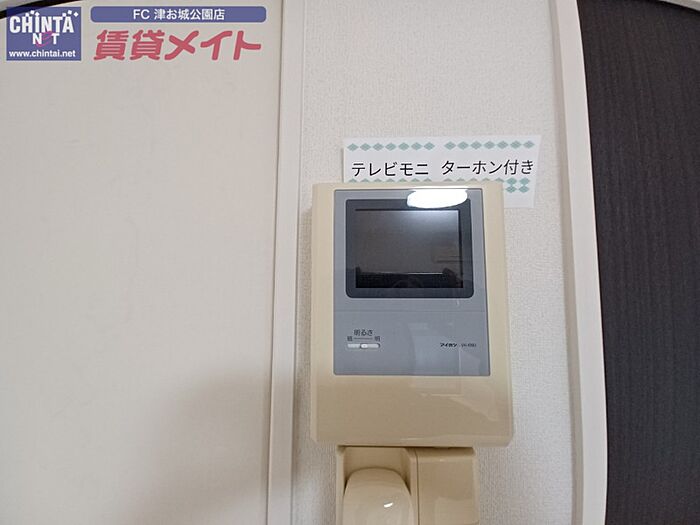 CHINTA
NT
www.chintai.net
FC 津お城公園店
賃貸メイト
テレビモニ ターホン付き
明るさ
暗 明
アイホン